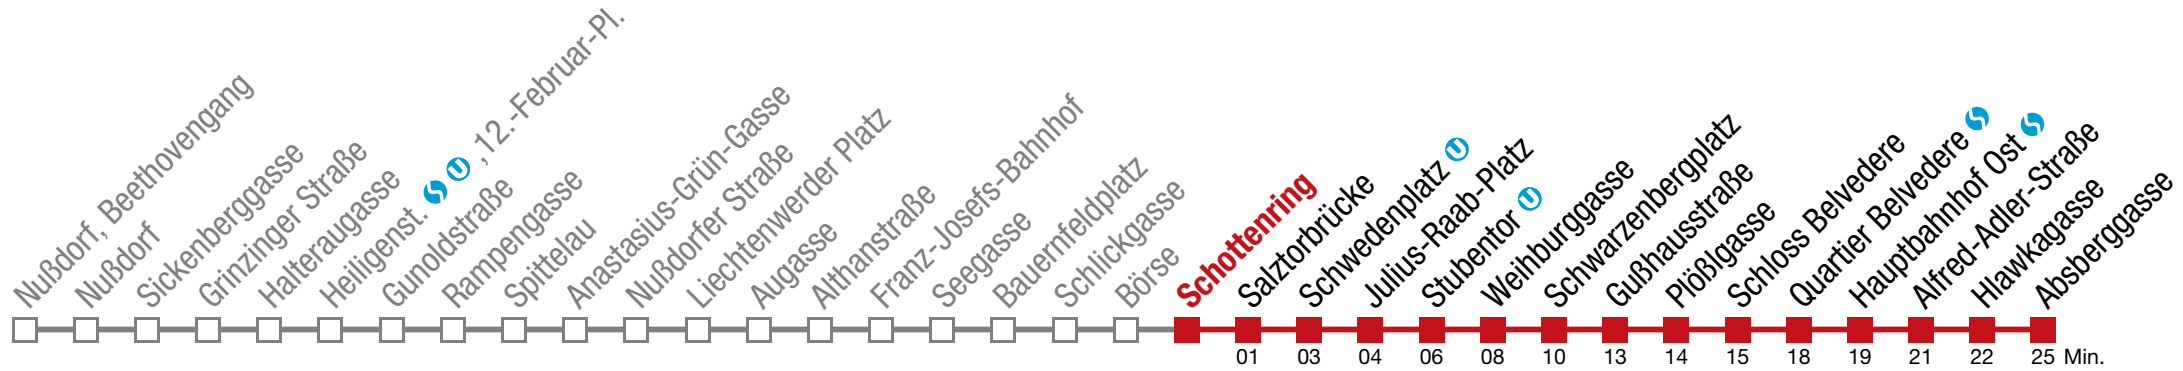 Nußdorf, Beethovengang
Nußdorf
Sickenberggasse
Grinzinger Straße
Halteraugasse
Heiligenst. S U , 12.-Februar-Pl.
Gunoldstraße
Rampengasse
Spittelau
Anastasius-Grün-Gasse
Nußdorfer Straße
Liechtenwerder Platz
Augasse
Althanstraße
Franz-Josefs-Bahnhof
Seegasse
Bauernfeldplatz
Schlickgasse
Börse
Schottenring
Salztorbrücke
Schwedenplatz U
Julius-Raab-Platz
Stubentor U
Weihburggasse
Schwarzenbergplatz
Gußhausstraße
Plößlgasse
Schloss Belvedere
Quartier Belvedere S
Hauptbahnhof Ost S
Alfred-Adler-Straße
Hawkagasse
Absberggasse
01 03 04 06 08 10 13 14 15 18 19 21 22 25 Min.